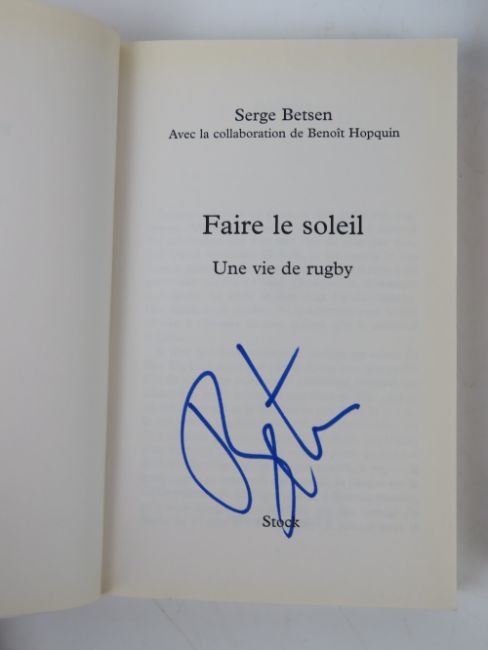 Serge Betsen
Avec la collaboration de Benoît Hopquin
Faire le soleil
Une vie de rugby
Stock